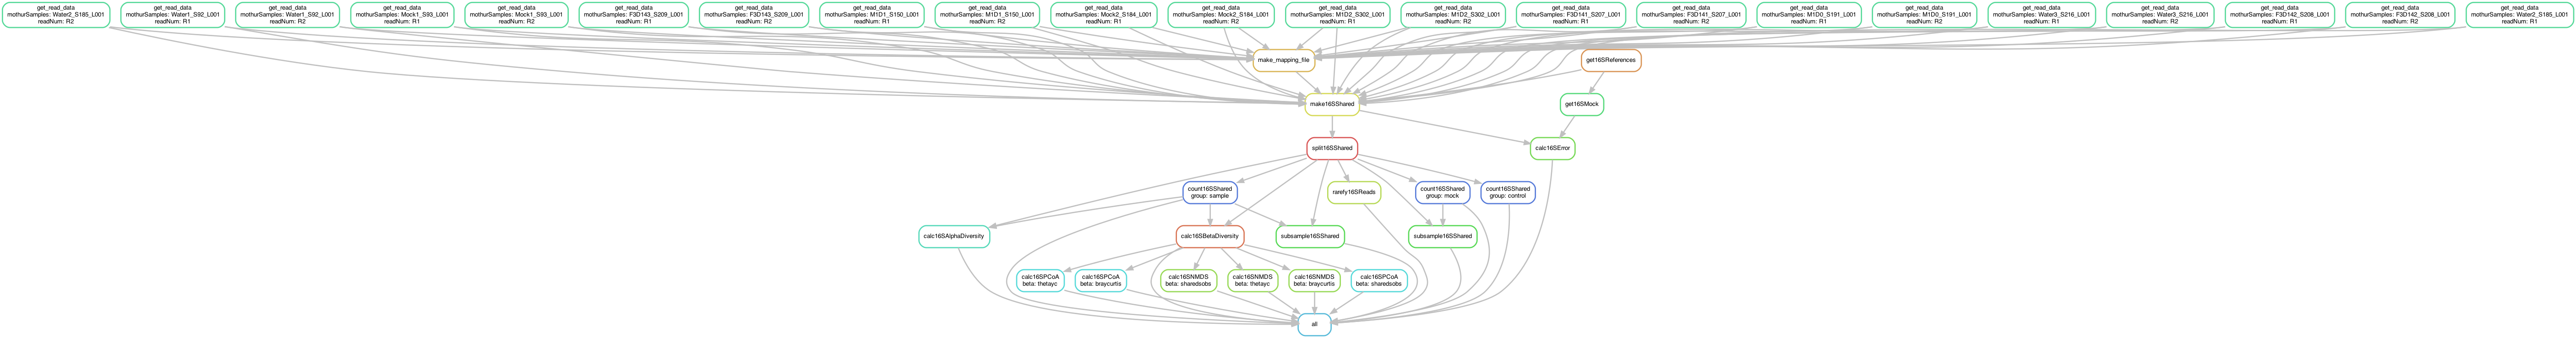 get_read_data
mothurSamples: Water2_S185_L001
readNum: R2
get_read_data
mothurSamples: Water1_S92_L001
readNum: R1
get_read_data
mothurSamples: Water1_S92_L001
readNum: R2
get_read_data
mothurSamples: Mock1_S93_L001
readNum: R1
get_read_data
mothurSamples: Mock1_S93_L001
readNum: R2
get_read_data
mothurSamples: F3D143_S209_L001
readNum: R1
get_read_data
mothurSamples: F3D143_S209_L001
readNum: R2
get_read_data
mothurSamples: M1D1_S150_L001
readNum: R1
get_read_data
mothurSamples: M1D1_S150_L001
readNum: R2
get_read_data
mothurSamples: Mock2_S184_L001
readNum: R1
get_read_data
mothurSamples: Mock2_S184_L001
readNum: R2
get_read_data
mothurSamples: M1D2_S302_L001
readNum: R1
get_read_data
mothurSamples: M1D2_S302_L001
readNum: R2
get_read_data
mothurSamples: F3D141_S207_L001
readNum: R1
get_read_data
mothurSamples: F3D141_S207_L001
readNum: R2
get_read_data
mothurSamples: M1D0_S191_L001
readNum: R1
get_read_data
mothurSamples: M1D0_S191_L001
readNum: R2
get_read_data
mothurSamples: Water3_S216_L001
readNum: R1
get_read_data
mothurSamples: Water3_S216_L001
readNum: R2
get_read_data
mothurSamples: F3D142_S208_L001
readNum: R1
get_read_data
mothurSamples: F3D142_S208_L001
readNum: R2
get_read_data
mothurSamples: Water2_S185_L001
readNum: R1
make_mapping_file
get16SReferences
make16SShared
get16SMock
split16SShared
calc16SError
count16SShared
group: sample
rarefy16SReads
count16SShared
group: mock
count16SShared
group: control
calc16SAlphaDiversity
calc16SBetaDiversity
subsample16SShared
subsample16SShared
calc16SPCoA
beta: thetayc
calc16SPCoA
beta: braycurtis
calc16SNMDS
beta: sharedsobs
calc16SNMDS
beta: thetayc
calc16SNMDS
beta: braycurtis
calc16SPCoA
beta: sharedsobs
all